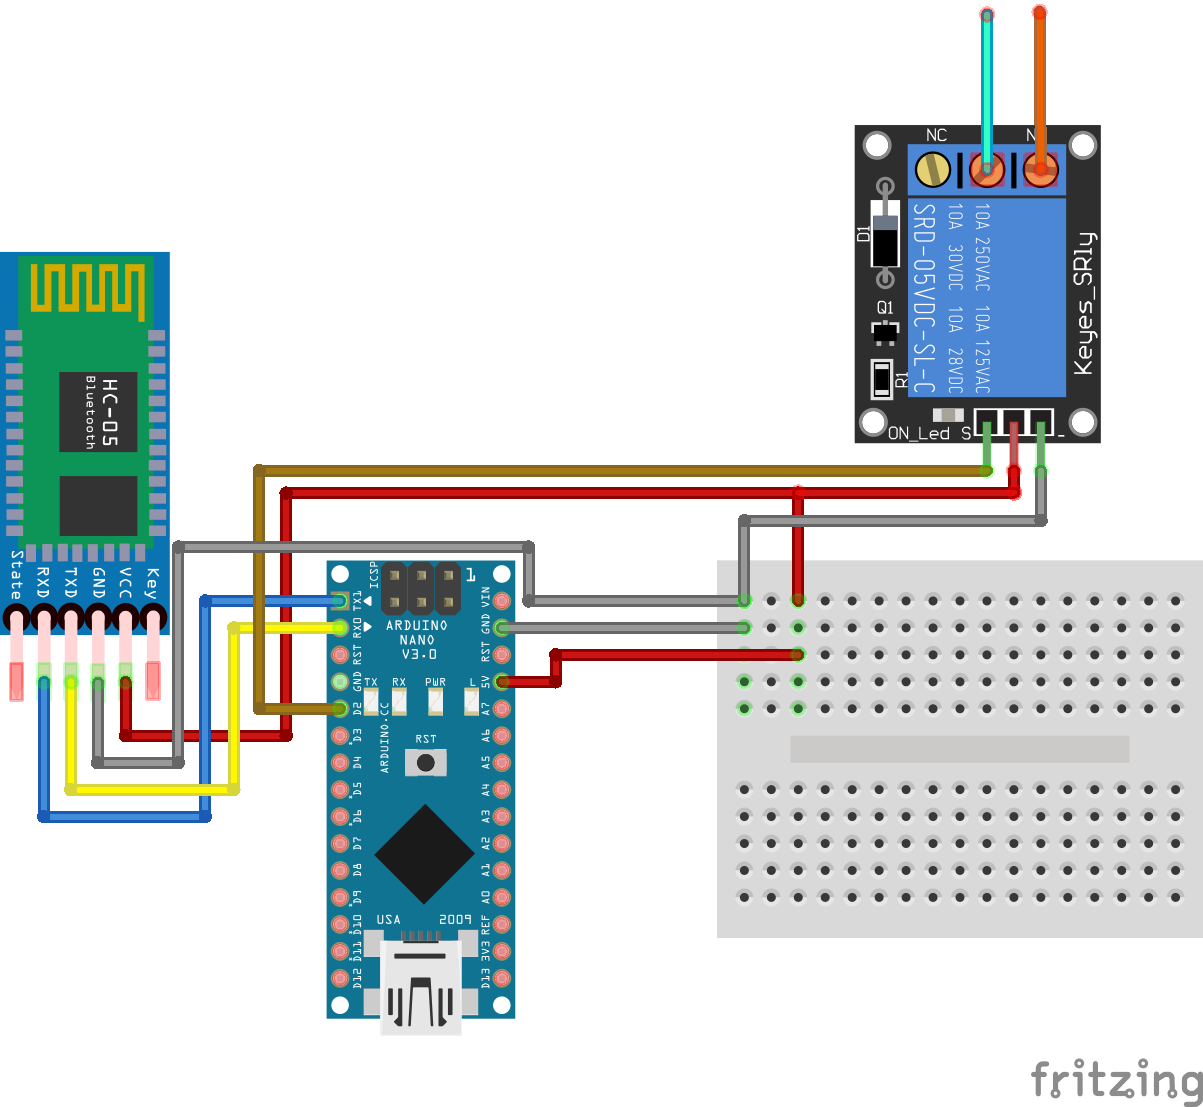 NC
N
D1
Q1
R1
SRD-05VDC-SL-C
10A 30VDC 10A 28VDC
10A 250VAC 10A 125VAC
Keyes_SRly
ON_Led S
-
HC-05
Bluetooth
State
RXD
TXD
GND
VCC
Key
ICSP
1
ARDUINO
NANO
V3.0
TX
RX
PWR
L
ARDUINO.CC
RST
USA
2009
TX1
RX0
RST
GND
D2
D3
D4
D5
D6
D7
D8
D9
D10
D11
D12
VIN
GND
RST
5V
A7
A6
A5
A4
A3
A2
A1
A0
REF
3V3
D13
fritzing